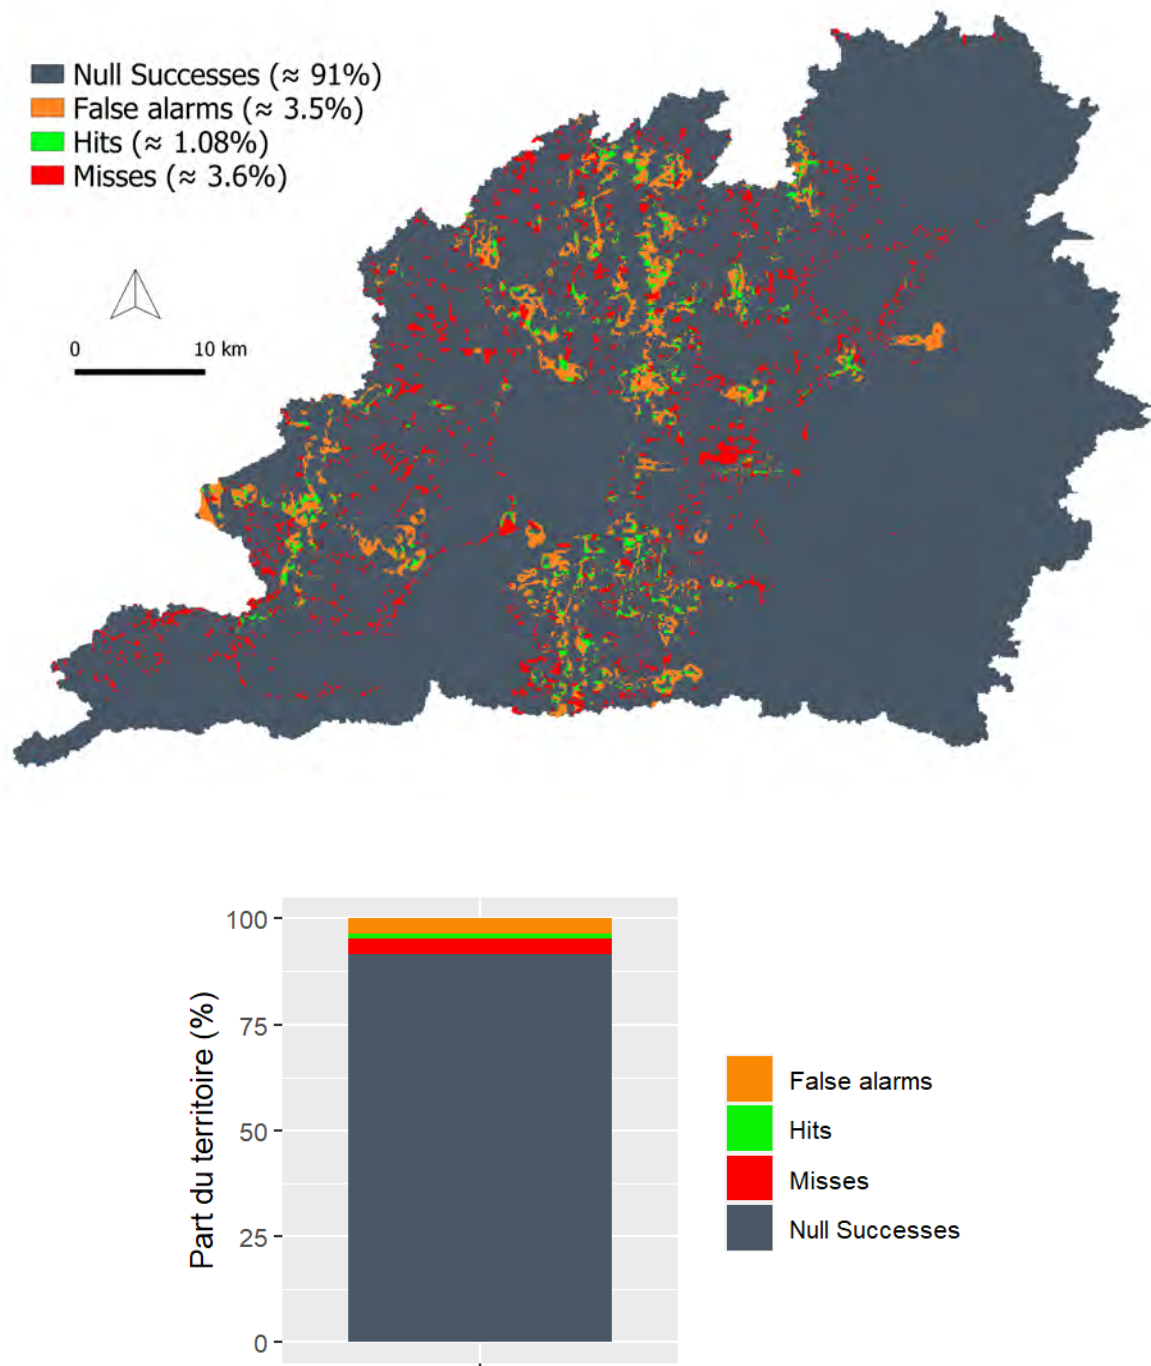 Null Successes (≈ 91%)
False alarms (≈ 3.5%)
Hits (≈ 1.08%)
Misses (≈ 3.6%)
0 10 km
Part du territoire (%)
100
75
50
25
0
False alarms
Hits
Misses
Null Successes